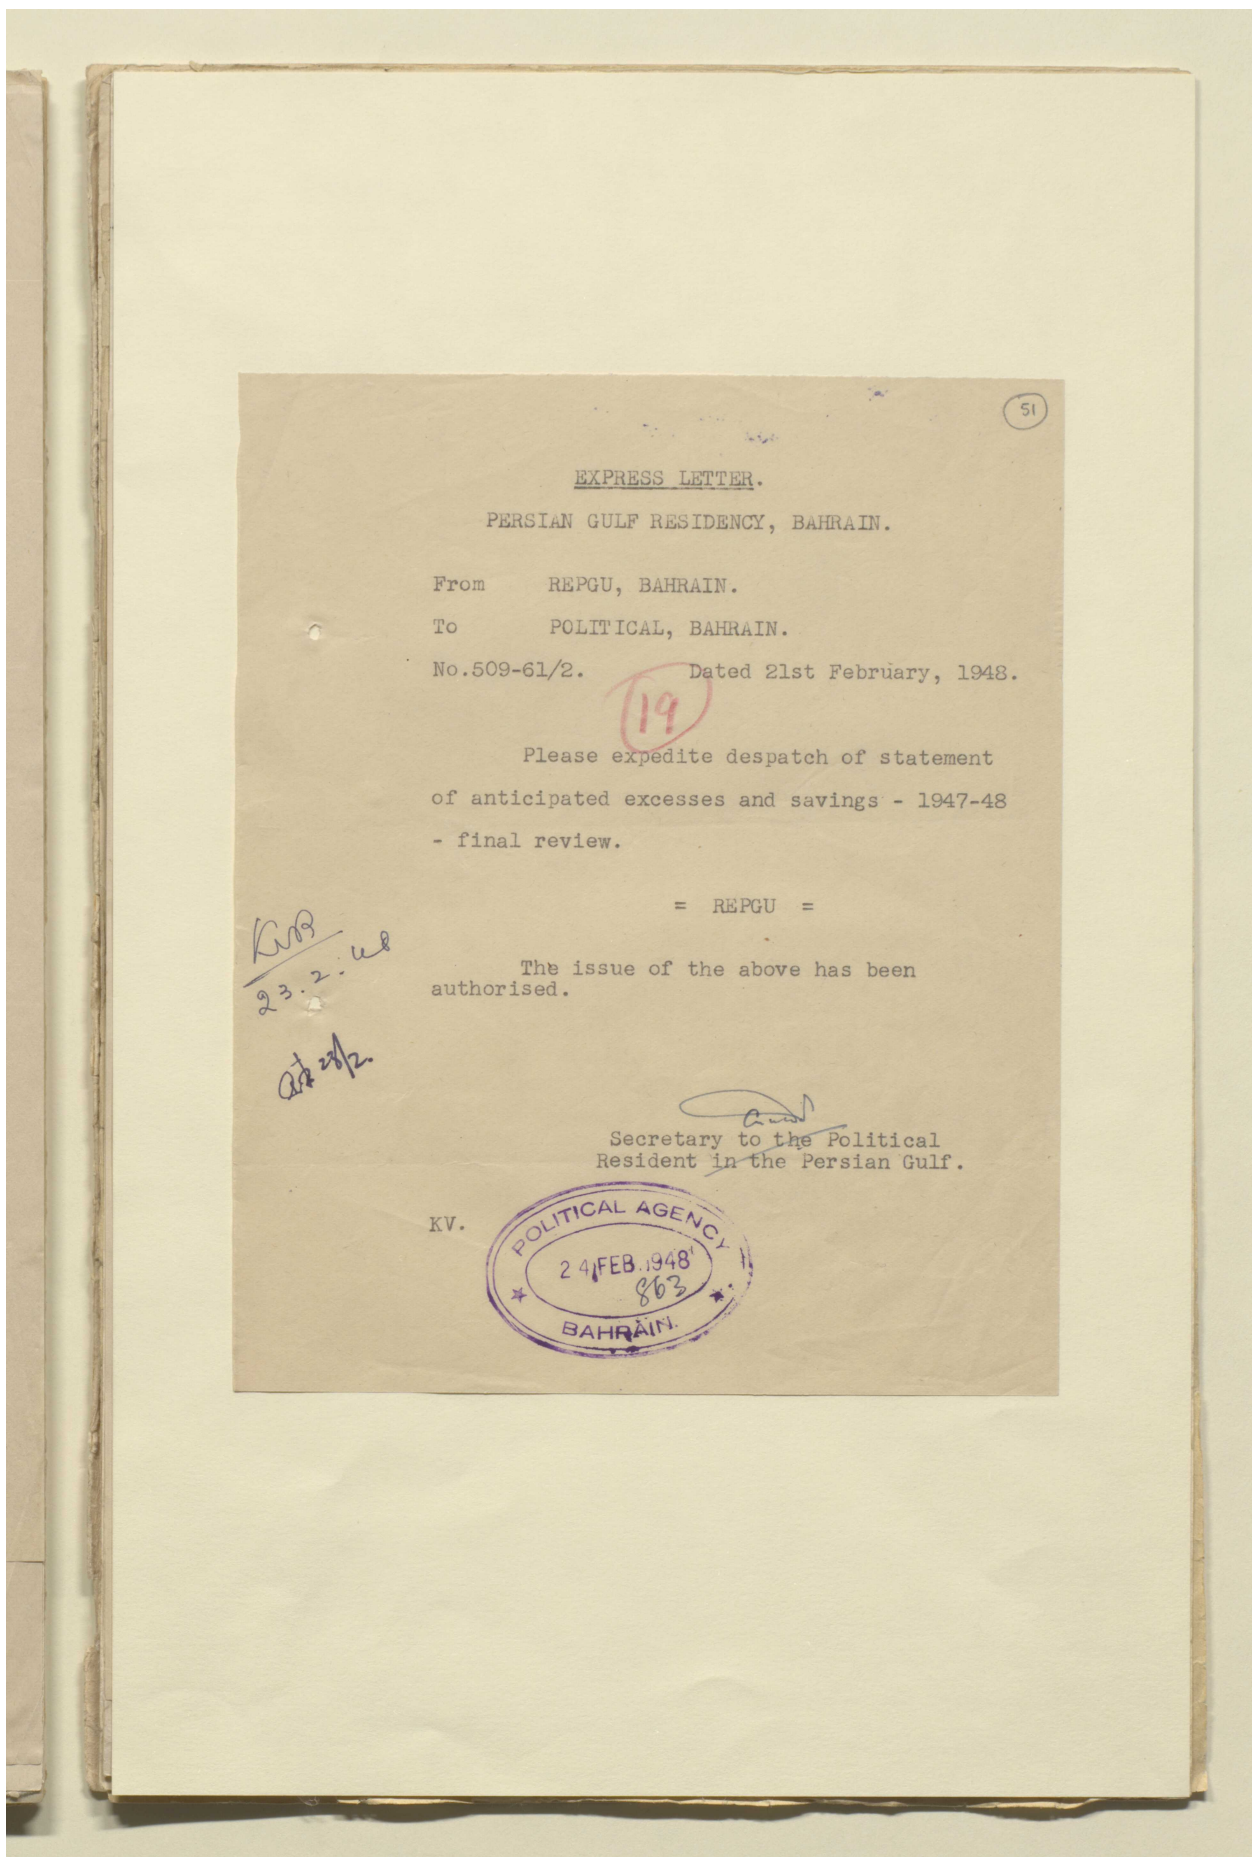 51
EXPRESS LETTER.
PERSIAN GULF RESIDENCY, BAHRAIN.
From REPGU, BAHRAIN.
To POLITICAL, BAHRAIN.
No.509-61/2. Dated 21st February, 1948.
19
Please expedite despatch of statement
of anticipated excesses and savings - 1947-48
- final review.
= REPGU =
23.2.48
The issue of the above has been
authorised.
Secretary to the Political
Resident in the Persian Gulf.
KV.
POLITICAL AGENCY
24 FEB. 1948
863
BAHRAIN.